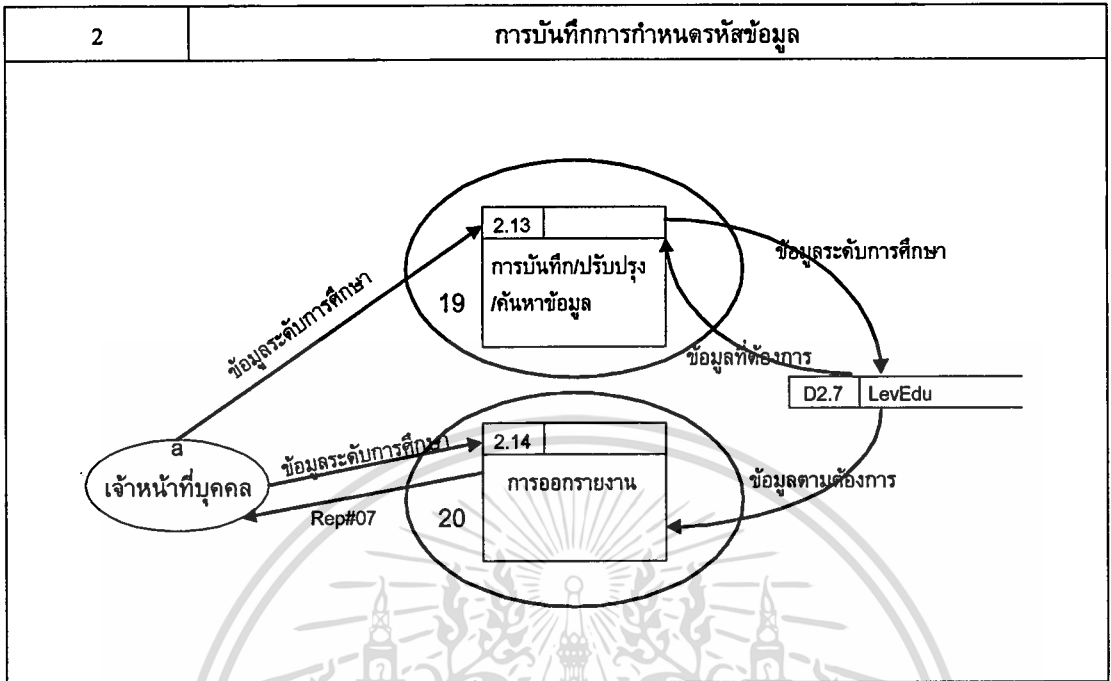 2
การบันทึกการกำหนดรหัสข้อมูล
2.13
การบันทึก/ปรับปรุง
/ค้นหาข้อมูล
19
ข้อมูลระดับการศึกษา
ข้อมูลระดับการศึกษา
ข้อมูลที่ต้องการ
D2.7 LevEdu
a
เจ้าหน้าที่บุคคล
ข้อมูลระดับการศึกษา
Rep#07
2.14
การออกรายงาน
20
ข้อมูลตามต้องการ